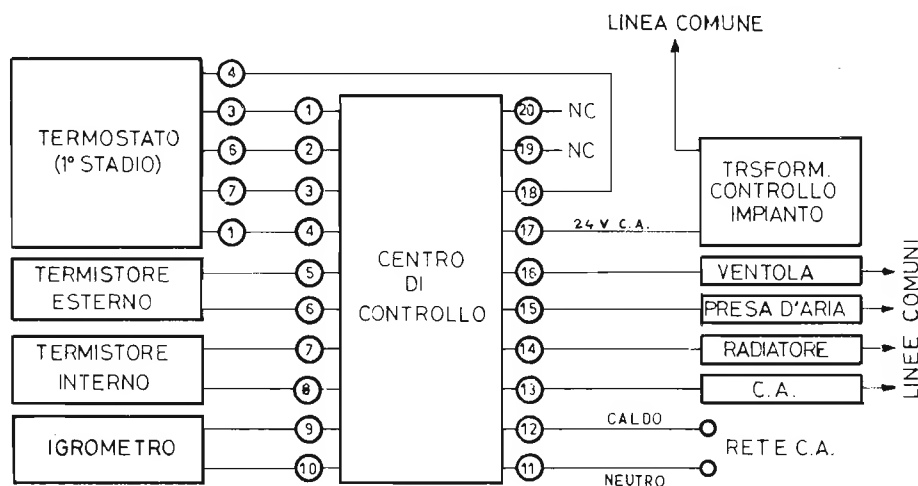 LINEA COMUNE
TERMOSTATO
(1º STADIO)
4
3
6
7
1
TERMISTORE
ESTERNO
TERMISTORE
INTERNO
IGROMETRO
1
2
3
4
5
6
7
8
9
10
CENTRO
DI
CONTROLLO
20
19
18
17
16
15
14
13
12
11
NC
NC
24 V C.A.
CALDO
NEUTRO
TRSFORM.
CONTROLLO
IMPIANTO
VENTOLA
PRESA D'ARIA
RADIATORE
C.A.
RETE C.A.
LINEE COMUNI